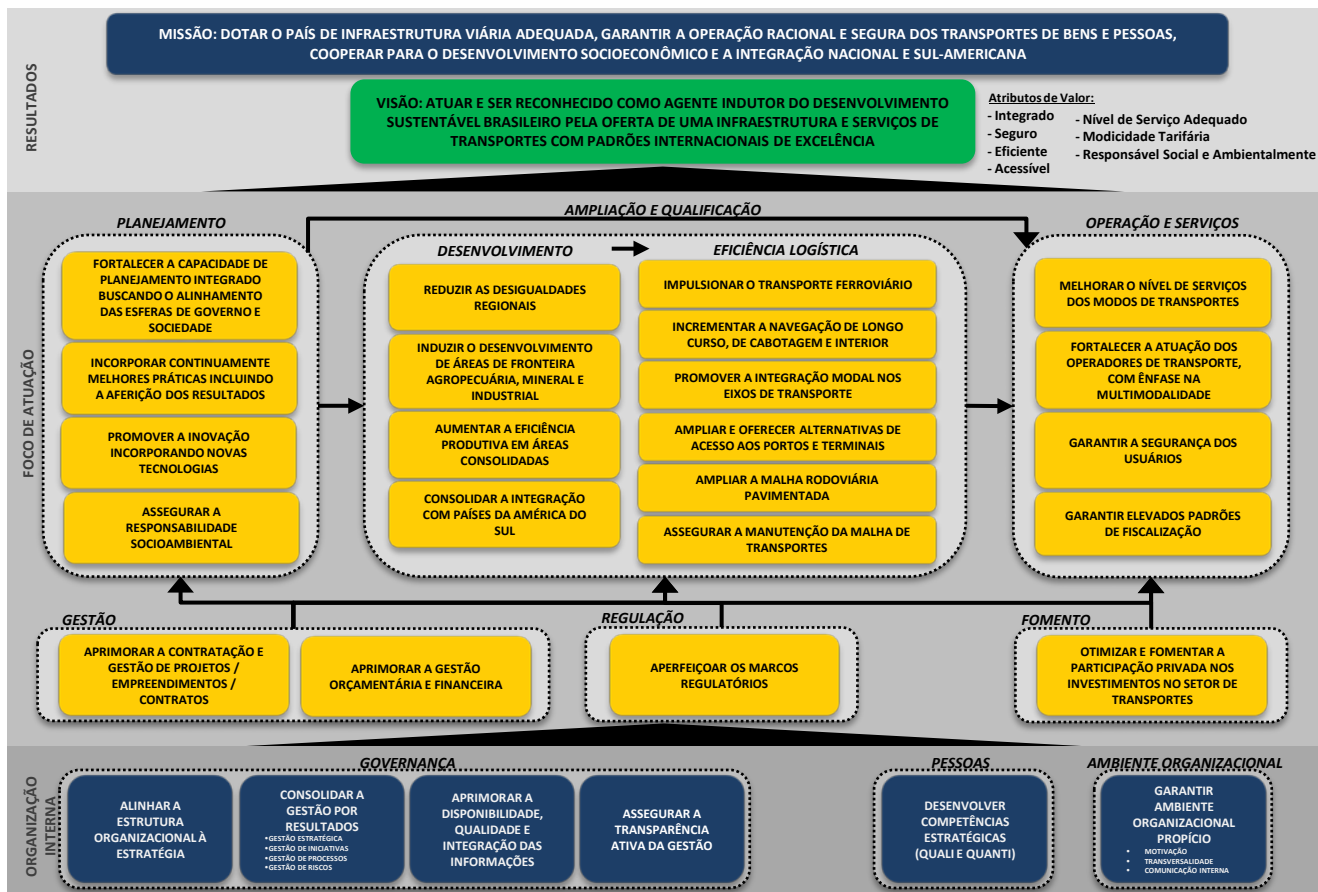 RESULTADOS
MISSÃO: DOTAR O PAÍS DE INFRAESTRUTURA VIÁRIA ADEQUADA, GARANTIR A OPERAÇÃO RACIONAL E SEGURA DOS TRANSPORTES DE BENS E PESSOAS,
COOPERAR PARA O DESENVOLVIMENTO SOCIOECONÔMICO E A INTEGRAÇÃO NACIONAL E SUL-AMERICANA
VISÃO: ATUAR E SER RECONHECIDO COMO AGENTE INDUTOR DO DESENVOLVIMENTO
SUSTENTÁVEL BRASILEIRO PELA OFERTA DE UMA INFRAESTRUTURA E SERVIÇOS DE
TRANSPORTES COM PADRÕES INTERNACIONAIS DE EXCELÊNCIA
Atributos de Valor:
- Integrado
- Seguro
- Eficiente
- Acessível
- Nível de Serviço Adequado
- Modicidade Tarifária
- Responsável Social e Ambientalmente
FOCO DE ATUAÇÃO
PLANEJAMENTO
FORTALECER A CAPACIDADE DE
PLANEJAMENTO INTEGRADO
BUSCANDO O ALINHAMENTO
DAS ESFERAS DE GOVERNO E
SOCIEDADE
INCORPORAR CONTINUAMENTE
MELHORES PRÁTICAS INCLUINDO
A AFERIÇÃO DOS RESULTADOS
PROMOVER A INOVAÇÃO
INCORPORANDO NOVAS
TECNOLOGIAS
ASSEGURAR A
RESPONSABILIDADE
SOCIOAMBIENTAL
AMPLIAÇÃO E QUALIFICAÇÃO
DESENVOLVIMENTO
REDUZIR AS DESIGUALDADES
REGIONAIS
INDUZIR O DESENVOLVIMENTO
DE ÁREAS DE FRONTEIRA
AGROPECUÁRIA, MINERAL E
INDUSTRIAL
AUMENTAR A EFICIÊNCIA
PRODUTIVA EM ÁREAS
CONSOLIDADAS
CONSOLIDAR A INTEGRAÇÃO
COM PAÍSES DA AMÉRICA DO
SUL
EFICIÊNCIA LOGÍSTICA
IMPULSIONAR O TRANSPORTE FERROVIÁRIO
INCREMENTAR A NAVEGAÇÃO DE LONGO
CURSO, DE CABOTAGEM E INTERIOR
PROMOVER A INTEGRAÇÃO MODAL NOS
EIXOS DE TRANSPORTE
AMPLIAR E OFERECER ALTERNATIVAS DE
ACESSO AOS PORTOS E TERMINAIS
AMPLIAR A MALHA RODOVIÁRIA
PAVIMENTADA
ASSEGURAR A MANUTENÇÃO DA MALHA DE
TRANSPORTES
OPERAÇÃO E SERVIÇOS
MELHORAR O NÍVEL DE SERVIÇOS
DOS MODOS DE TRANSPORTES
FORTALECER A ATUAÇÃO DOS
OPERADORES DE TRANSPORTE,
COM ÊNFASE NA
MULTIMODALIDADE
GARANTIR A SEGURANÇA DOS
USUÁRIOS
GARANTIR ELEVADOS PADRÕES
DE FISCALIZAÇÃO
GESTÃO
APRIMORAR A CONTRATAÇÃO E
GESTÃO DE PROJETOS /
EMPREENDIMENTOS /
CONTRATOS
APRIMORAR A GESTÃO
ORÇAMENTÁRIA E FINANCEIRA
REGULAÇÃO
APERFEIÇOAR OS MARCOS
REGULATÓRIOS
FOMENTO
OTIMIZAR E FOMENTAR A
PARTICIPAÇÃO PRIVADA NOS
INVESTIMENTOS NO SETOR DE
TRANSPORTES
ORGANIZAÇÃO
INTERNA
GOVERNANÇA
ALINHAR A
ESTRUTURA
ORGANIZACIONAL À
ESTRATÉGIA
CONSOLIDAR A
GESTÃO POR
RESULTADOS
•GESTÃO ESTRATÉGICA
•GESTÃO DE INICIATIVAS
•GESTÃO DE PROCESSOS
•GESTÃO DE RISCOS
APRIMORAR A
DISPONIBILIDADE,
QUALIDADE E
INTEGRAÇÃO DAS
INFORMAÇÕES
ASSEGURAR A
TRANSPARÊNCIA
ATIVA DA GESTÃO
PESSOAS
DESENVOLVER
COMPETÊNCIAS
ESTRATÉGICAS
(QUALI E QUANTI)
AMBIENTE ORGANIZACIONAL
GARANTIR
AMBIENTE
ORGANIZACIONAL
PROPÍCIO
• MOTIVAÇÃO
• TRANSVERSALIDADE
• COMUNICAÇÃO INTERNA